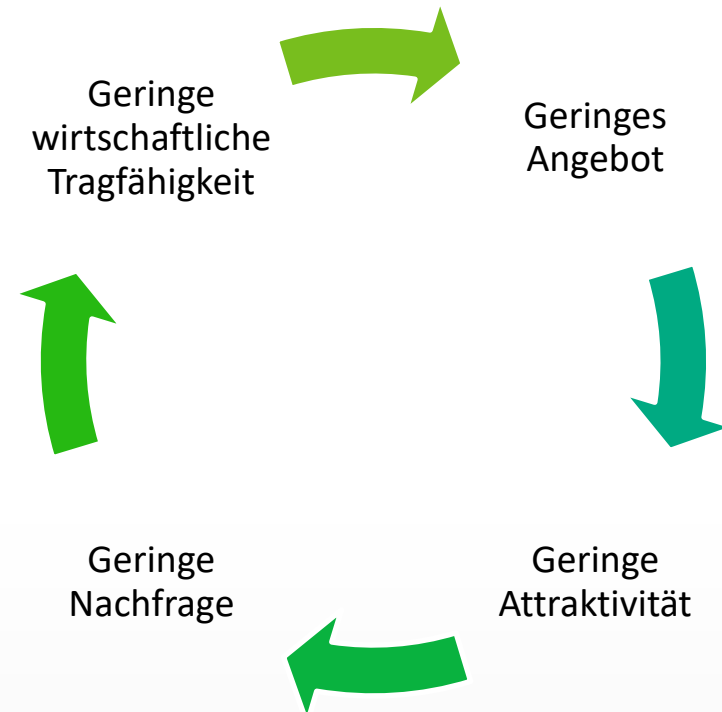 Geringe
wirtschaftliche
Tragfähigkeit
Geringes
Angebot
Geringe
Attraktivität
Geringe
Nachfrage